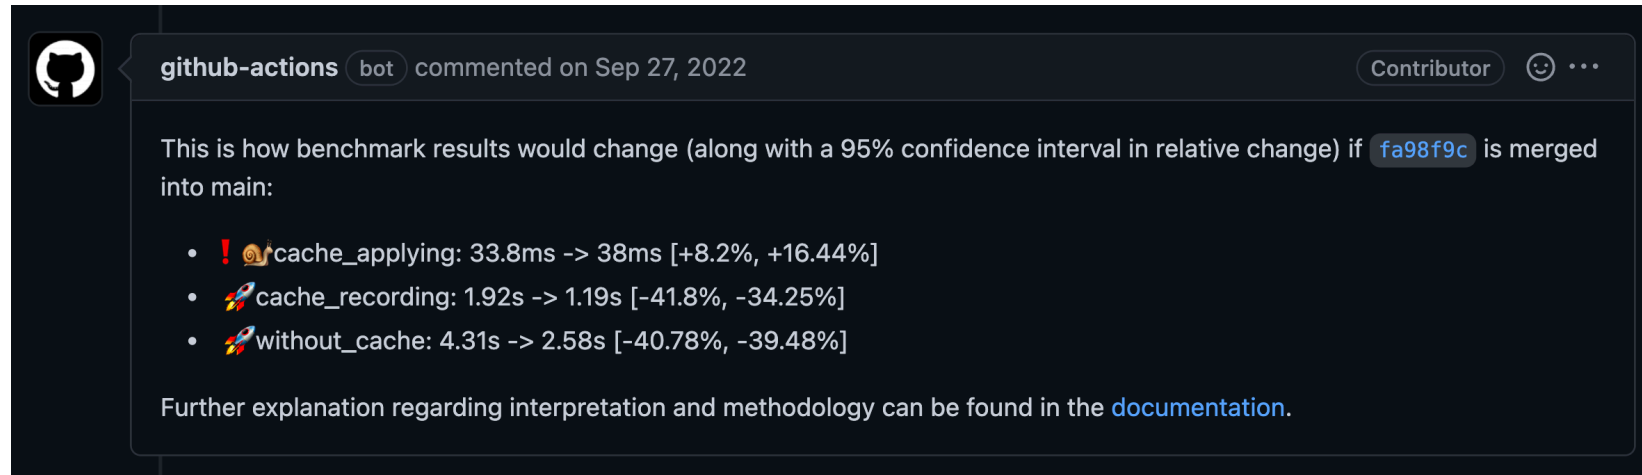 github-actions bot commented on Sep 27, 2022 Contributor
This is how benchmark results would change (along with a 95% confidence interval in relative change) if fa98f9c is merged
into main:
• ❗🐌cache_applying: 33.8ms -> 38ms [+8.2%, +16.44%]
• 🚀cache_recording: 1.92s -> 1.19s [-41.8%, -34.25%]
• 🚀without_cache: 4.31s -> 2.58s [-40.78%, -39.48%]
Further explanation regarding interpretation and methodology can be found in the documentation.